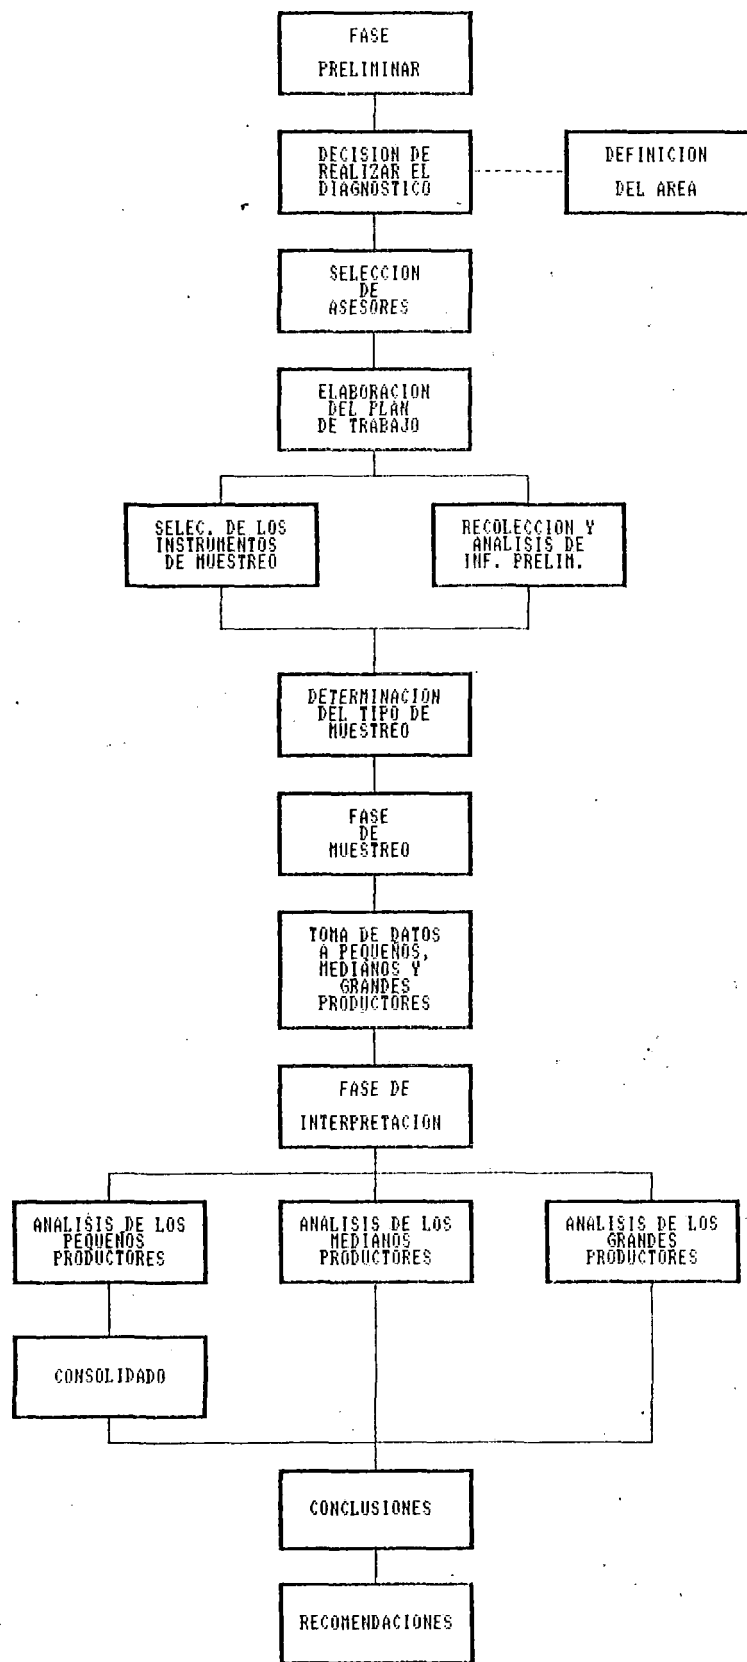 FASE
PRELIMINAR
DECISION DE
REALIZAR EL
DIAGNOSTICO
DEFINICION
DEL AREA
SELECCION
DE
ASESORES
ELABORACION
DEL PLAN
DE TRABAJO
SELEC. DE LOS
INSTRUMENTOS
DE MUESTREO
RECOLECCION Y
ANALISIS DE
INF. PRELIM.
DETERMINACION
DEL TIPO DE
MUESTREO
FASE
DE
MUESTREO
TOMA DE DATOS
A PEQUEÑOS,
MEDIANOS Y
GRANDES
PRODUCTORES
FASE DE
INTERPRETACION
ANALISIS DE LOS
PEQUEÑOS
PRODUCTORES
ANALISIS DE LOS
MEDIANOS
PRODUCTORES
ANALISIS DE LOS
GRANDES
PRODUCTORES
CONSOLIDADO
CONCLUSIONES
RECOMENDACIONES